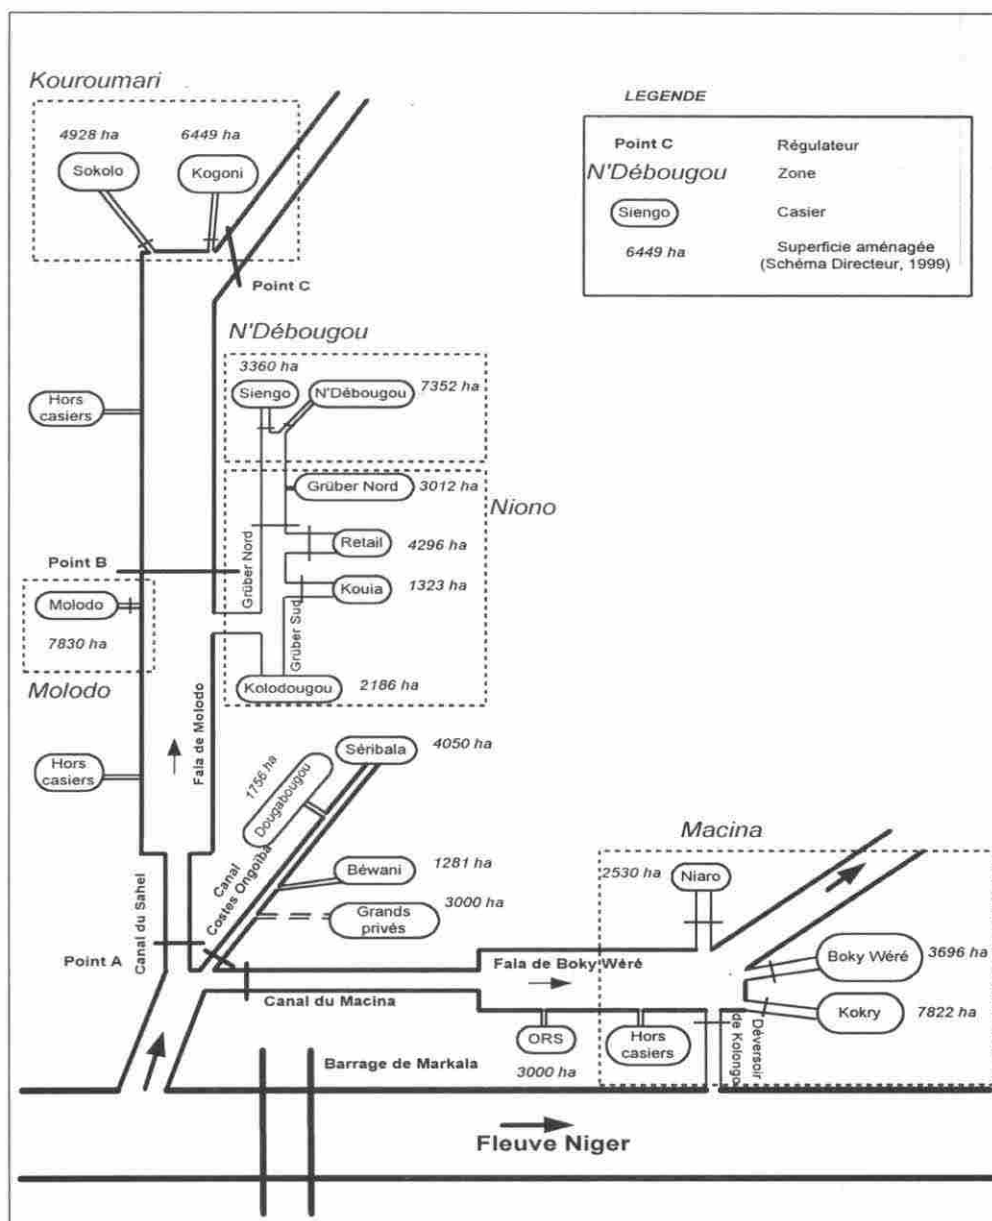 Kouroumari
4928 ha
6449 ha
Sokolo
Kogoni
Point C
LEGENDE
Point C
Régulateur
N'Débougou
Zone
Siengo
Casier
6449 ha
Superficie aménagée
(Schéma Directeur, 1999)
N'Débougou
3360 ha
Siengo
N'Débougou
7352 ha
Hors
casiers
Grüber Nord
3012 ha
Niono
Retail
4296 ha
Grüber Nord
Point B
Kouia
1323 ha
Molodo
7830 ha
Grüber Sud
Kolodougou
2186 ha
Molodo
Fala de Molodo
Hors
casiers
Séribala
4050 ha
1756 ha
Dougabougou
Canal
Costes Ongoïba
Béwani
1281 ha
Grands
privés
3000 ha
Macina
2530 ha
Niaro
Canal du Sahel
Point A
Fala de Boky Wéré
Boky Wéré
3696 ha
Canal du Macina
Kokry
7822 ha
ORS
3000 ha
Hors
casiers
Déversoir
de Kolongo
Barrage de Markala
Fleuve Niger